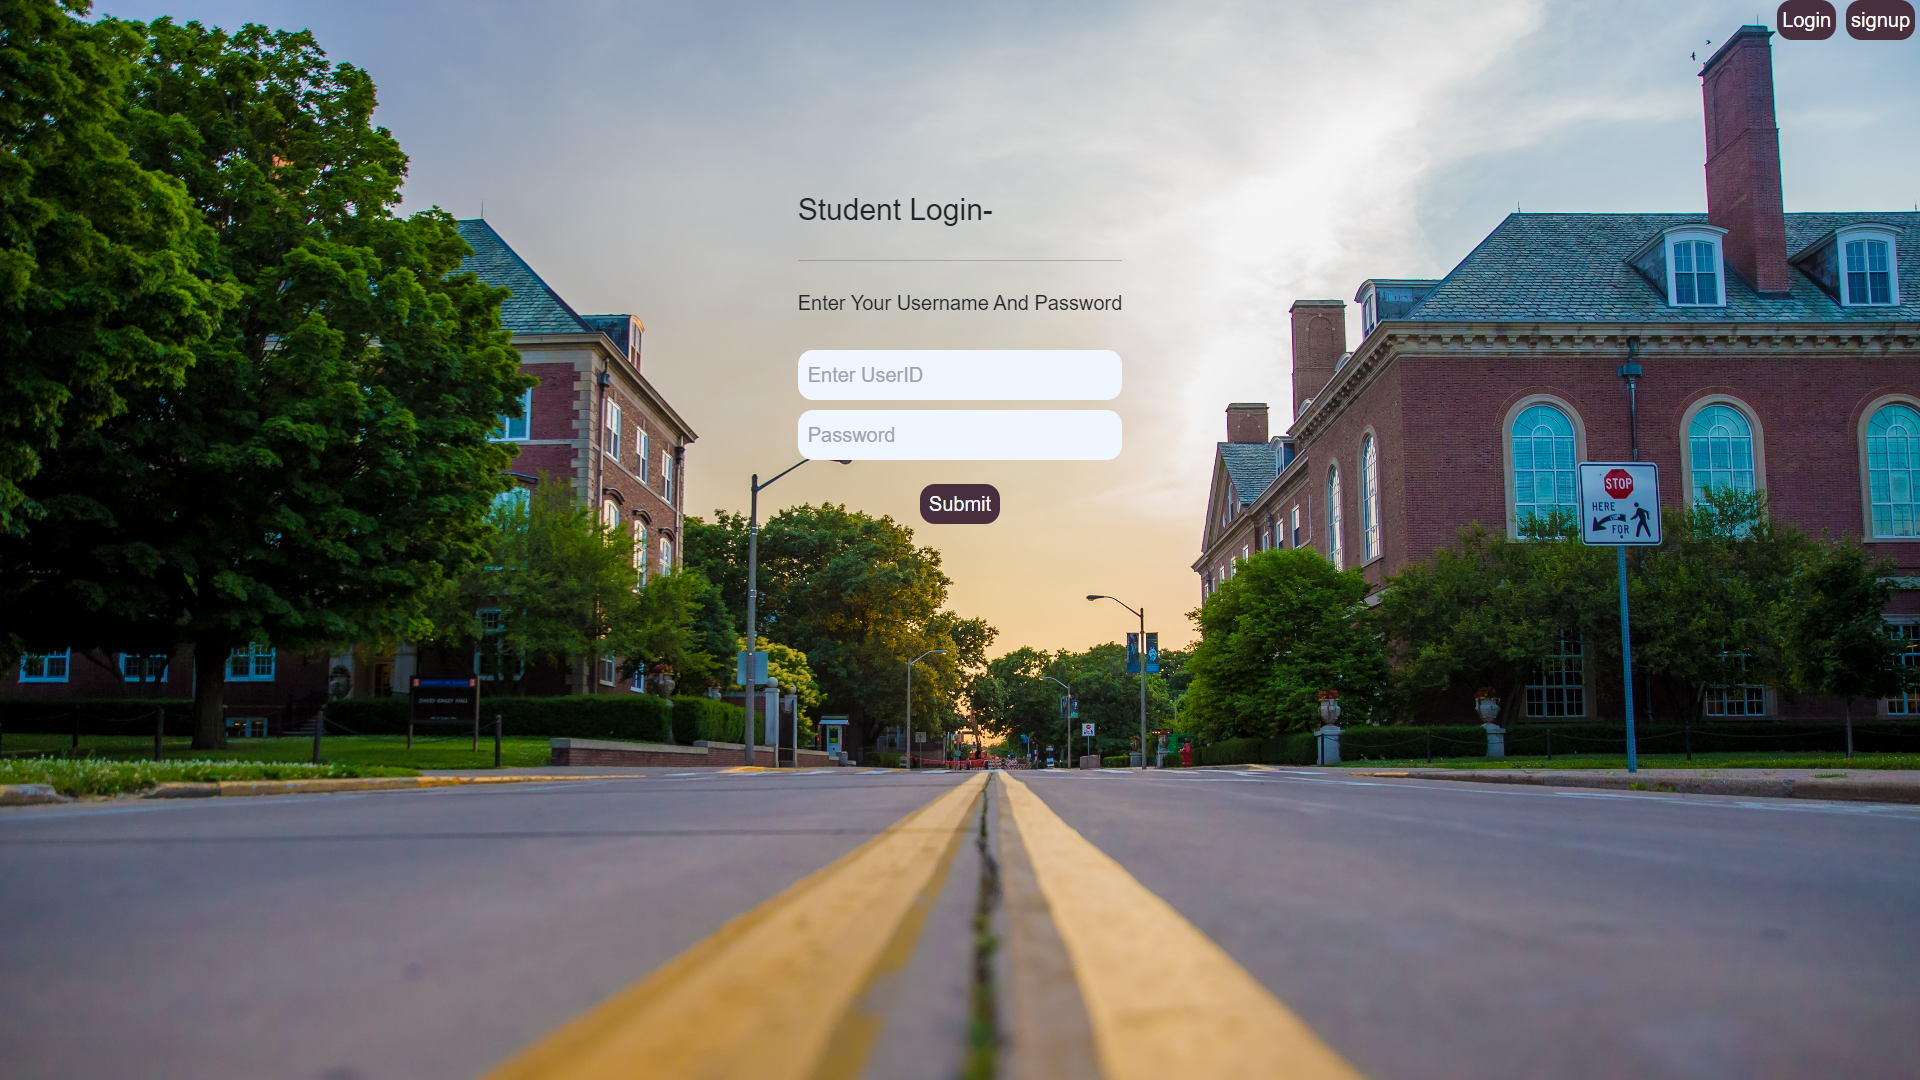 Login signup
Student Login-
Enter Your Username And Password
Enter UserID
Password
Submit
STOP
HERE
FOR